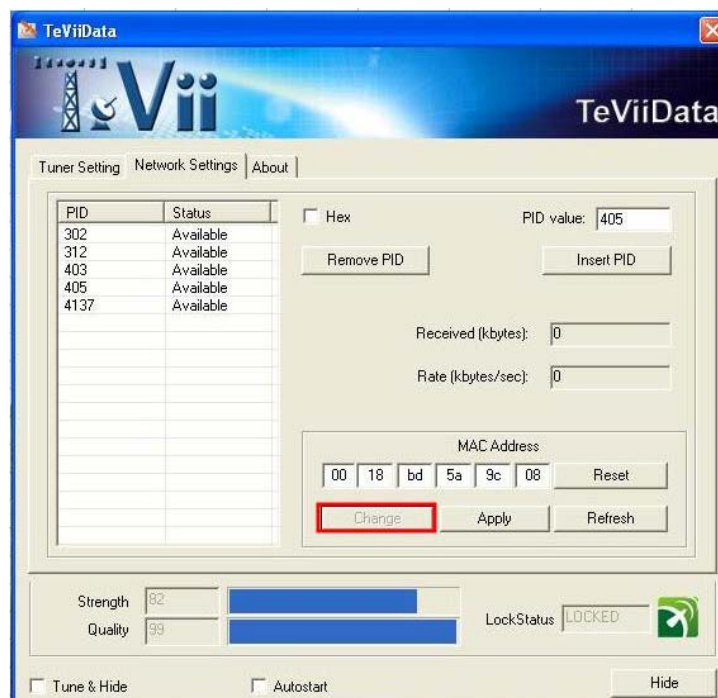 TeViiData
TeVii
TeViiData
Tuner Setting Network Settings About
PID Status
302 Available
312 Available
403 Available
405 Available
4137 Available
Hex PID value: 405
Remove PID Insert PID
Received (kbytes): 0
Rate (kbytes/sec): 0
MAC Address
00 18 bd 5a 9c 08 Reset
Change Apply Refresh
Strength 82
Quality 99
LockStatus LOCKED
Tune & Hide Autostart Hide